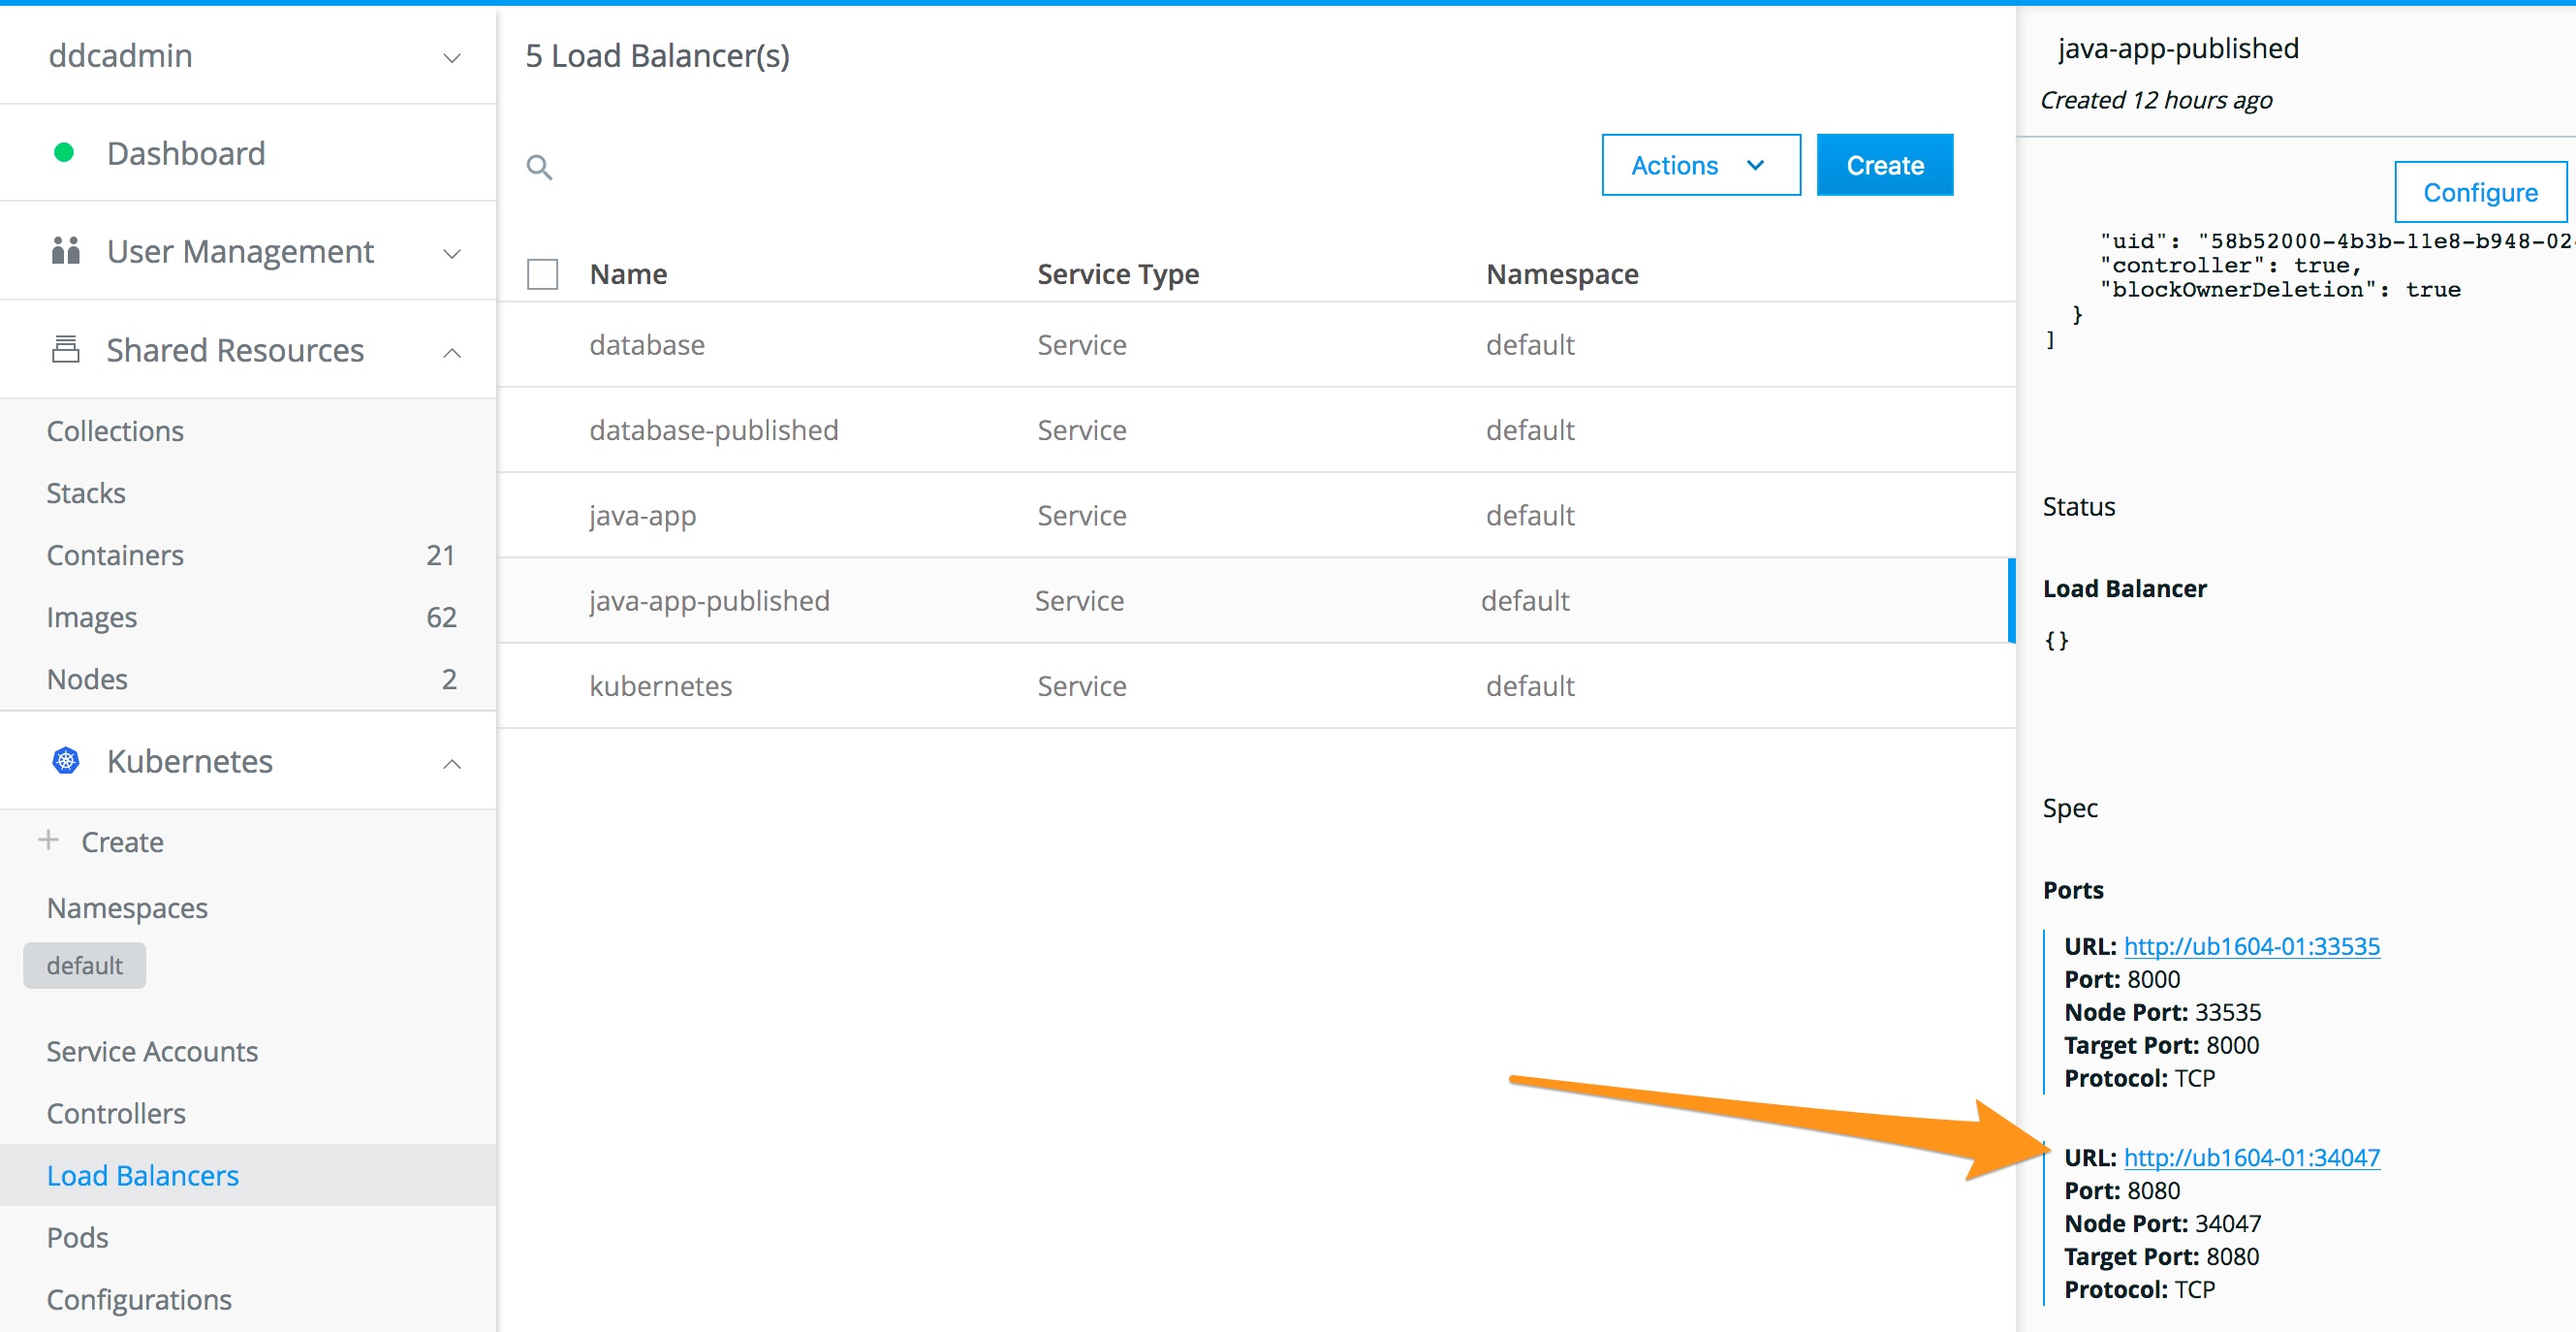 ddcadmin
Dashboard
User Management
Shared Resources
Collections
Stacks
Containers 21
Images 62
Nodes 2
Kubernetes
+ Create
Namespaces
default
Service Accounts
Controllers
Load Balancers
Pods
Configurations
5 Load Balancer(s)
Actions Create
Name Service Type Namespace
database Service default
database-published Service default
java-app Service default
java-app-published Service default
kubernetes Service default
java-app-published
Created 12 hours ago
Configure
"uid": "58b52000-4b3b-11e8-b948-02
"controller": true,
"blockOwnerDeletion": true
}
]
Status
Load Balancer
{}
Spec
Ports
URL: http://ub1604-01:33535
Port: 8000
Node Port: 33535
Target Port: 8000
Protocol: TCP
URL: http://ub1604-01:34047
Port: 8080
Node Port: 34047
Target Port: 8080
Protocol: TCP